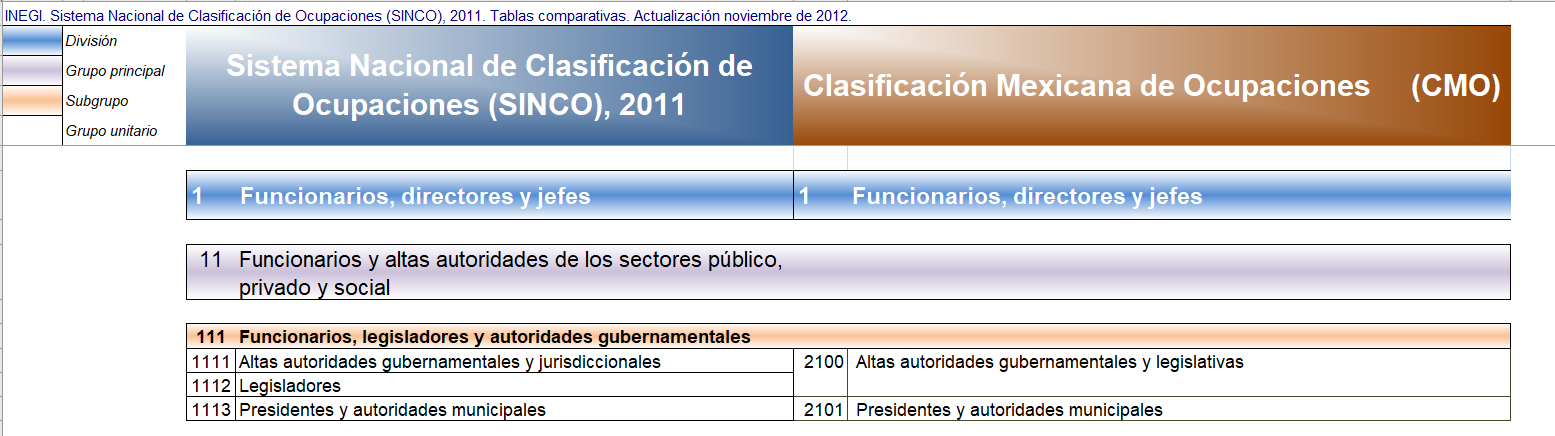 INEGI. Sistema Nacional de Clasificación de Ocupaciones (SINCO), 2011. Tablas comparativas. Actualización noviembre de 2012.
División
Grupo principal
Subgrupo
Grupo unitario
Sistema Nacional de Clasificación de
Ocupaciones (SINCO), 2011
Clasificación Mexicana de Ocupaciones (CMO)
1 Funcionarios, directores y jefes
1 Funcionarios, directores y jefes
11 Funcionarios y altas autoridades de los sectores público,
privado y social
111 Funcionarios, legisladores y autoridades gubernamentales
1111 Altas autoridades gubernamentales y jurisdiccionales
2100 Altas autoridades gubernamentales y legislativas
1112 Legisladores
1113 Presidentes y autoridades municipales
2101 Presidentes y autoridades municipales